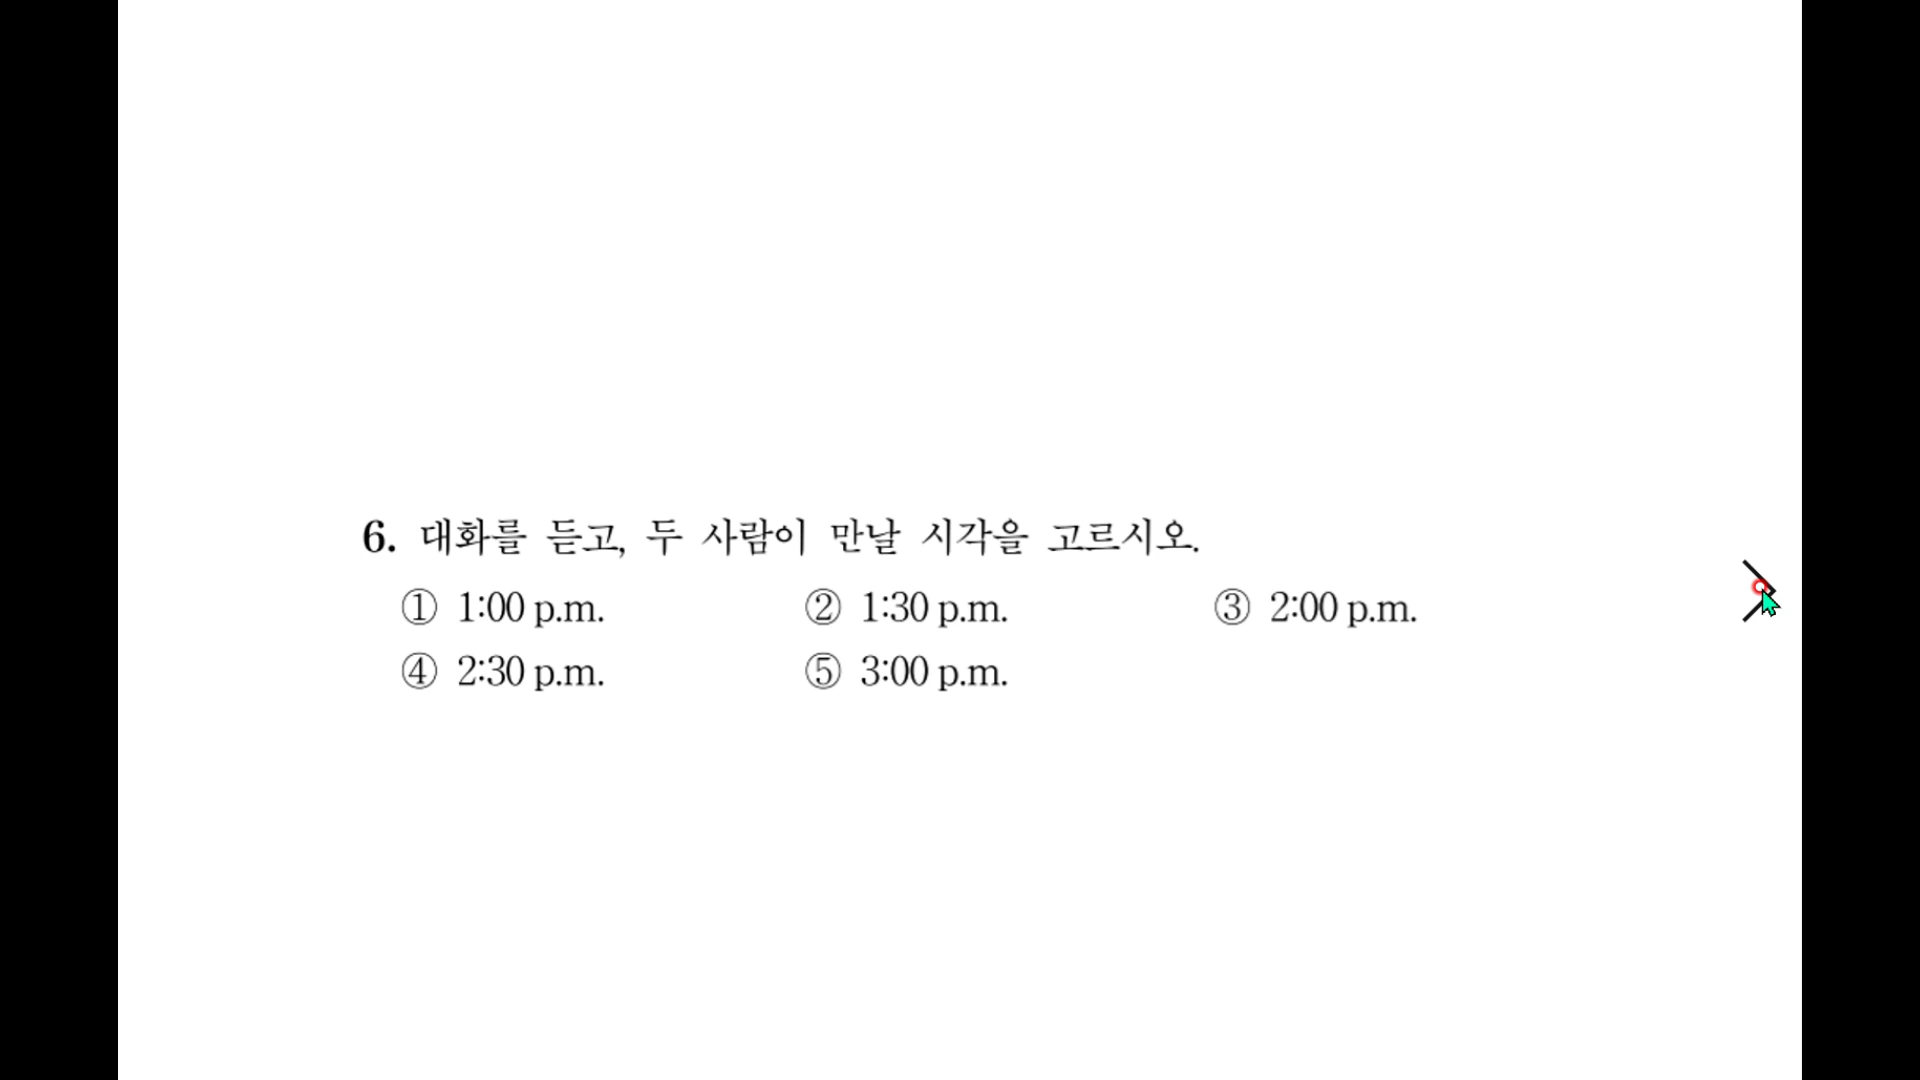 6. 대화를 듣고, 두 사람이 만날 시각을 고르시오.
① 1:00 p.m. ② 1:30 p.m. ③ 2:00 p.m.
④ 2:30 p.m. ⑤ 3:00 p.m.